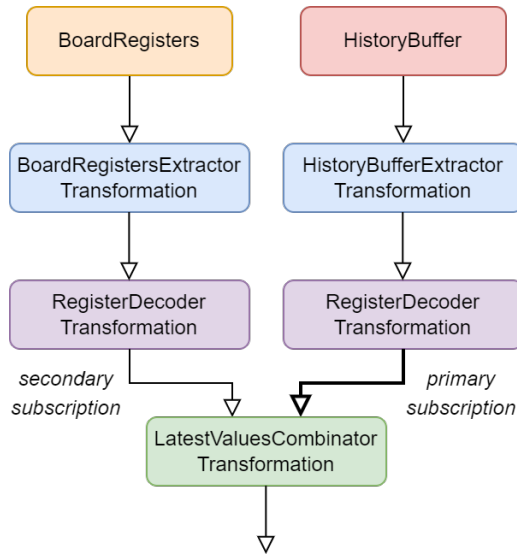 BoardRegisters
HistoryBuffer
BoardRegistersExtractor
Transformation
HistoryBufferExtractor
Transformation
RegisterDecoder
Transformation
RegisterDecoder
Transformation
secondary
subscription
primary
subscription
LatestValuesCombinator
Transformation